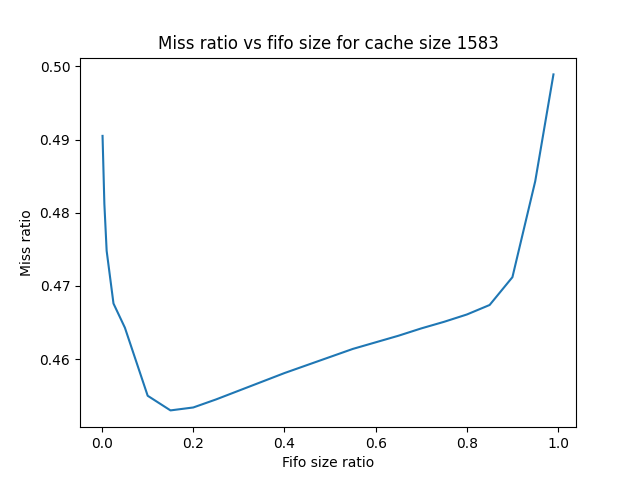 Miss ratio vs fifo size for cache size 1583
0.50
0.49
0.48
0.47
0.46
Miss ratio
0.0 0.2 0.4 0.6 0.8 1.0
Fifo size ratio